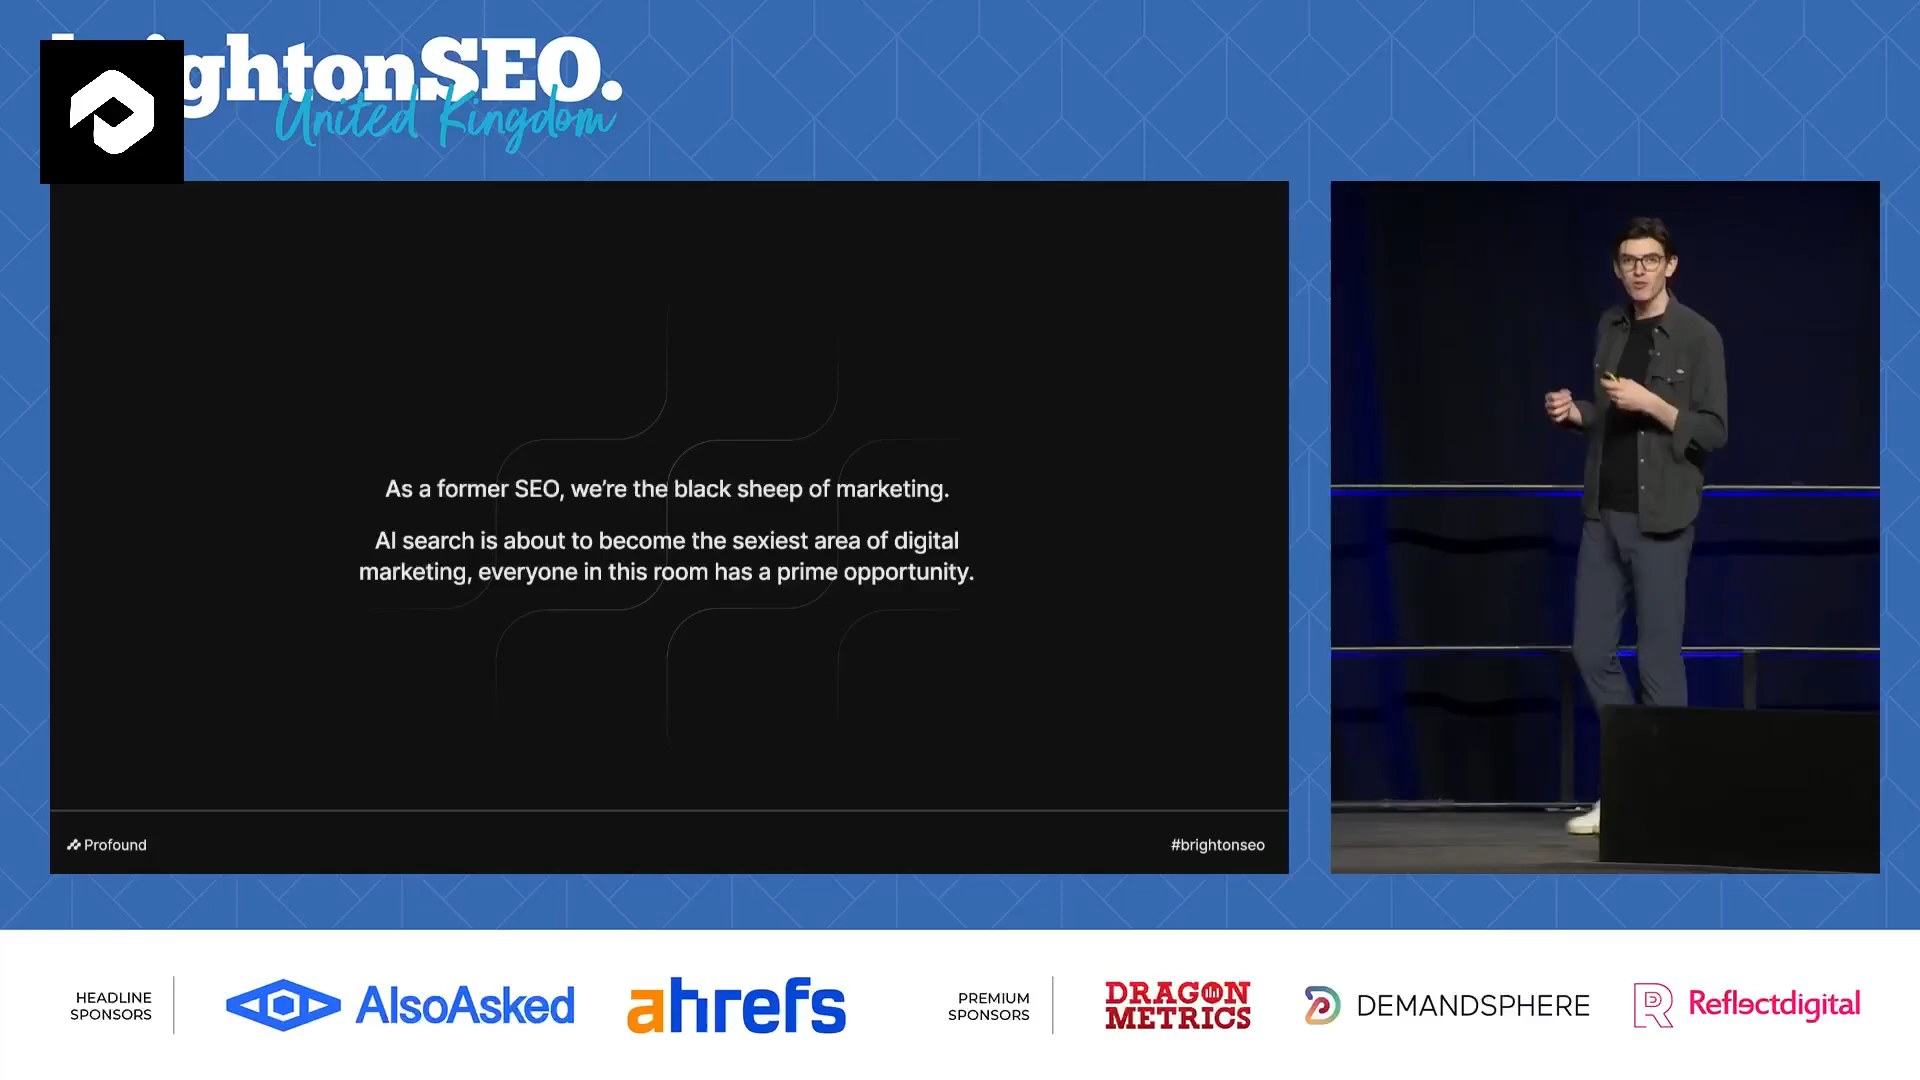 ghtonSEO.
United Kingdom
As a former SEO, we're the black sheep of marketing.
AI search is about to become the sexiest area of digital
marketing, everyone in this room has a prime opportunity.
Profound
#brightonseo
HEADLINE
SPONSORS
AlsoAsked
ahrefs
PREMIUM
SPONSORS
DRAGON
METRICS
DEMANDSPHERE
Reflectdigital